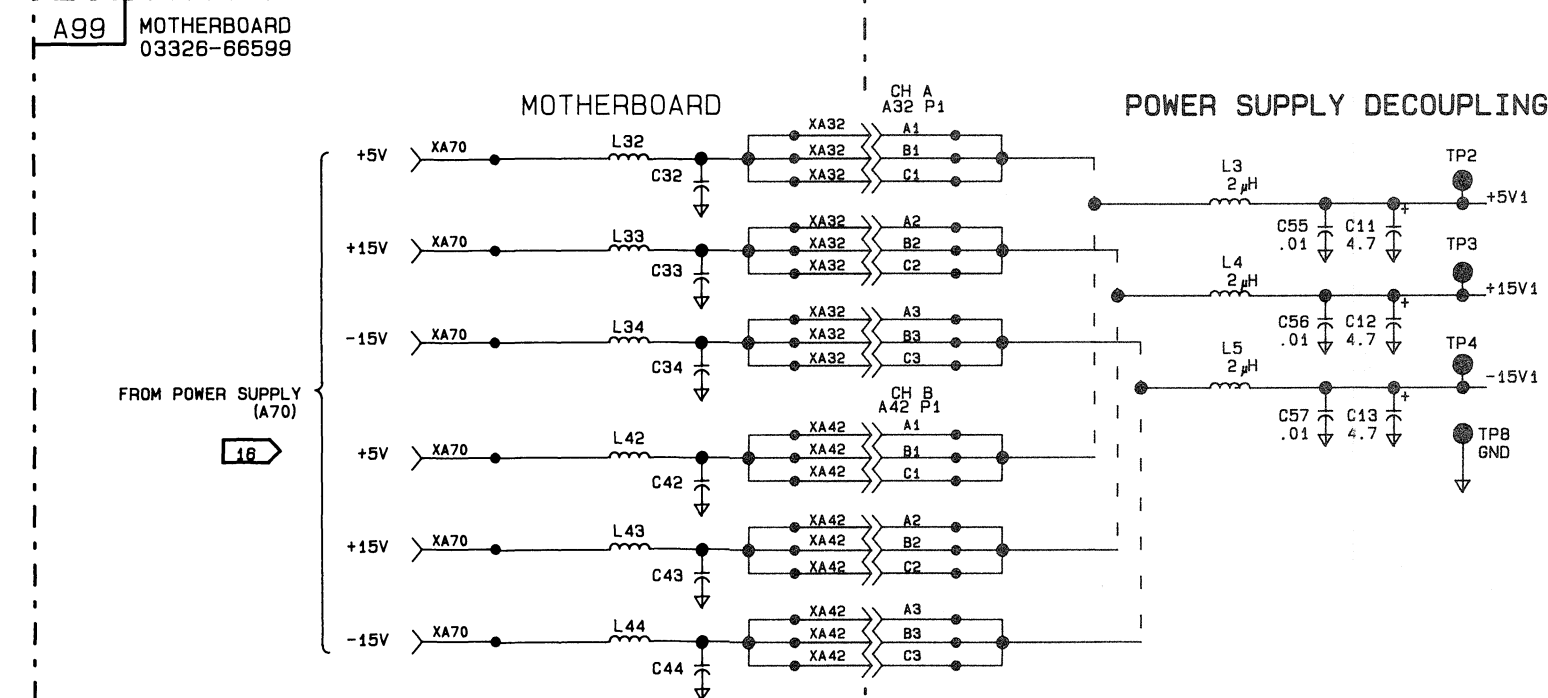 A99
MOTHERBOARD
03326-66599
MOTHERBOARD
CH A
A32 P1
POWER SUPPLY DECOUPLING
+5V
XA70
L32
C32
XA32
A1
XA32
B1
XA32
C1
+15V
XA70
L33
C33
XA32
A2
XA32
B2
XA32
C2
-15V
XA70
L34
C34
XA32
A3
XA32
B3
XA32
C3
FROM POWER SUPPLY
(A70)
16
CH B
A42 P1
+5V
XA70
L42
C42
XA42
A1
XA42
B1
XA42
C1
+15V
XA70
L43
C43
XA42
A2
XA42
B2
XA42
C2
-15V
XA70
L44
C44
XA42
A3
XA42
B3
XA42
C3
L3
2 µH
TP2
+5V1
C55
.01
C11
4.7
+
TP3
L4
2 µH
+15V1
C56
.01
C12
4.7
+
TP4
L5
2 µH
-15V1
C57
.01
C13
4.7
+
TP8
GND